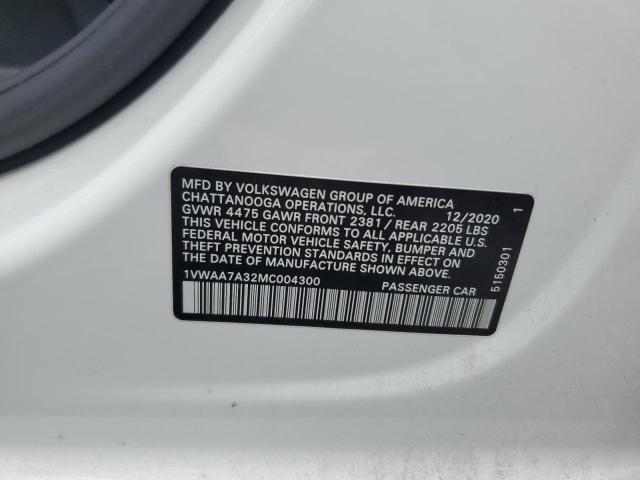 MFD BY VOLKSWAGEN GROUP OF AMERICA
CHATTANOOGA OPERATIONS, LLC. 12/2020
GVWR 4475 GAWR FRONT 2381 / REAR 2205 LBS
THIS VEHICLE CONFORMS TO ALL APPLICABLE U.S.
FEDERAL MOTOR VEHICLE SAFETY, BUMPER AND
THEFT PREVENTION STANDARDS IN EFFECT ON
THE DATE OF MANUFACTURE SHOWN ABOVE.
1VWAA7A32MC004300 PASSENGER CAR
5150301 1